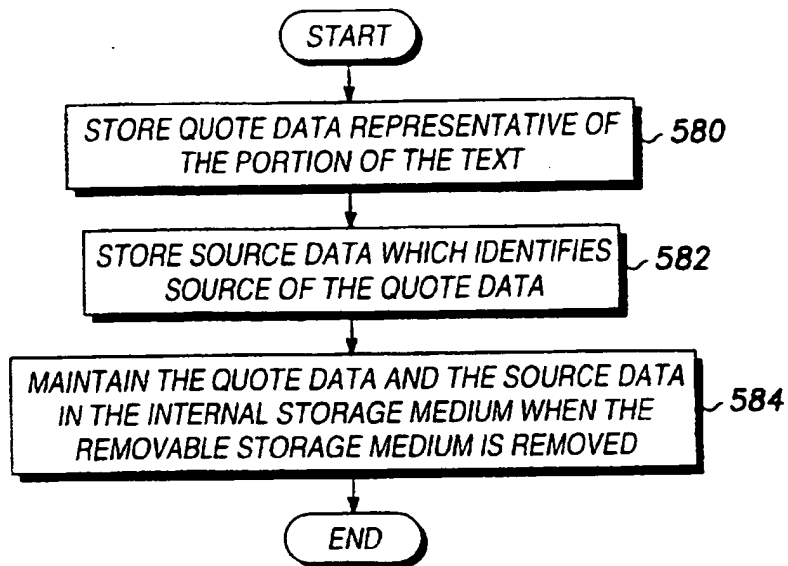 START
STORE QUOTE DATA REPRESENTATIVE OF
THE PORTION OF THE TEXT
580
STORE SOURCE DATA WHICH IDENTIFIES
SOURCE OF THE QUOTE DATA
582
MAINTAIN THE QUOTE DATA AND THE SOURCE DATA
IN THE INTERNAL STORAGE MEDIUM WHEN THE
REMOVABLE STORAGE MEDIUM IS REMOVED
584
END